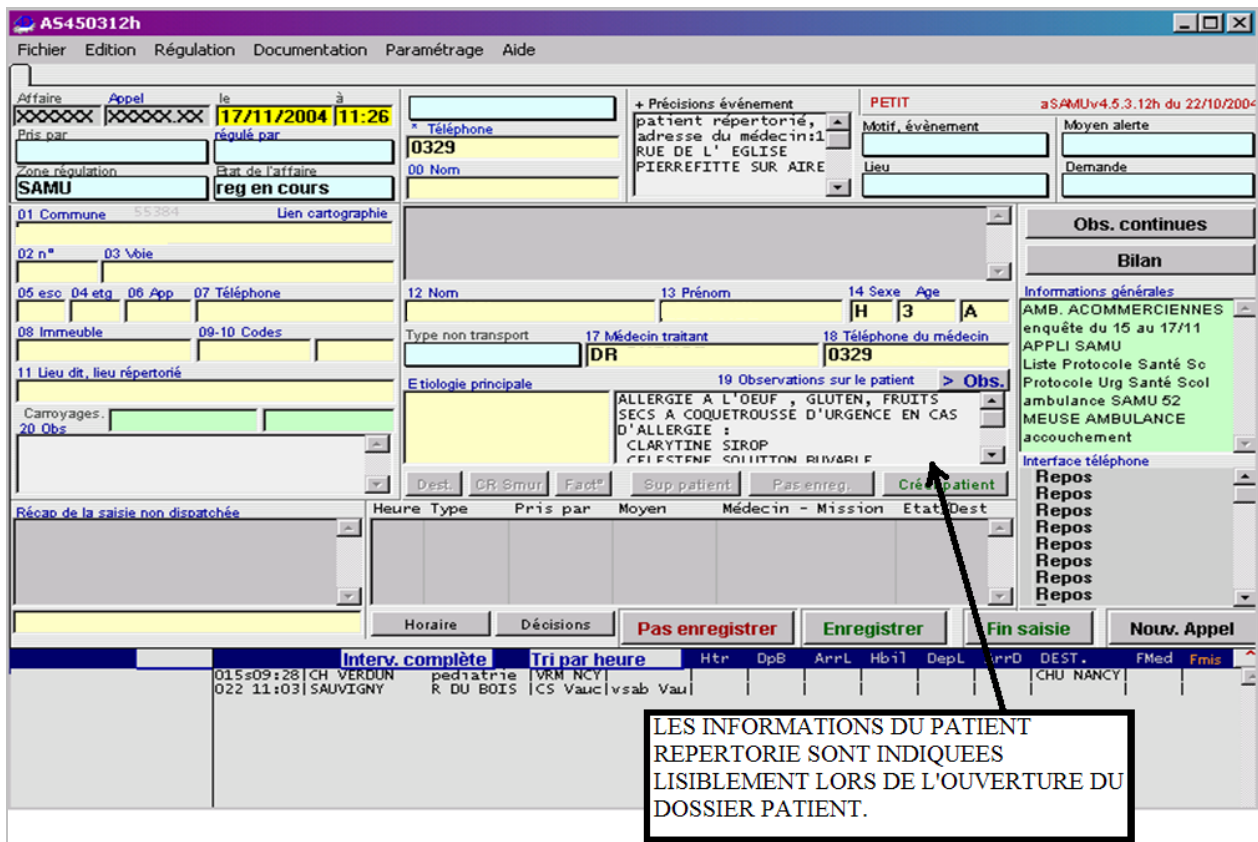 AS450312h
Fichier Edition Régulation Documentation Paramétrage Aide
Affaire Appel le à
XXXXXX XXXXX.XX 17/11/2004 11:26
Pris par régulé par
Zone régulation Etat de l'affaire
SAMU reg en cours
* Téléphone
0329
00 Nom
+ Précisions événement
patient répertorié,
adresse du médecin:1
RUE DE L' EGLISE
PIERREFITTE SUR AIRE
PETIT aSAMUv4.5.3.12h du 22/10/2004
Motif, évènement Moyen alerte
Lieu Demande
01 Commune 55384 Lien cartographie
02 n° 03 Voie
05 esc 04 etg 06 App 07 Téléphone
08 Immeuble 09-10 Codes
11 Lieu dit, lieu répertorié
Carroyages.
20 Obs
12 Nom 13 Prénom 14 Sexe Age
H 3 A
Type non transport 17 Médecin traitant 18 Téléphone du médecin
DR 0329
Etiologie principale 19 Observations sur le patient > Obs.
ALLERGIE A L'OEUF , GLUTEN, FRUITS
SECS A COQUETROUSSE D'URGENCE EN CAS
D'ALLERGIE :
CLARYTINE SIROP
CELESTENE SOLUTION BUVABLE
Dest. CR Smur Fact° Sup patient Pas enreg. Créer patient
Obs. continues
Bilan
Informations générales
AMB. ACOMMERCIENNES
enquête du 15 au 17/11
APPLI SAMU
Liste Protocole Santé Sc
Protocole Urg Santé Scol
ambulance SAMU 52
MEUSE AMBULANCE
accouchement
Interface téléphone
Repos
Repos
Repos
Repos
Repos
Repos
Repos
Repos
Récap de la saisie non dispatchée
Heure Type Pris par Moyen Médecin - Mission Etat/Dest
Horaire Décisions Pas enregistrer Enregistrer Fin saisie Nouv. Appel
Interv. complète Tri par heure Htr DpB ArrL Hbil DepL ArrD DEST. FMed Fmis
015s09:28|CH VERDUN pediatrie |VRM NCY| | | | | | |CHU NANCY| |
022 11:03|SAUVIGNY R DU BOIS |CS Vauc|vsab Vau| | | | | | | |
LES INFORMATIONS DU PATIENT
REPERTORIE SONT INDIQUEES
LISIBLEMENT LORS DE L'OUVERTURE DU
DOSSIER PATIENT.